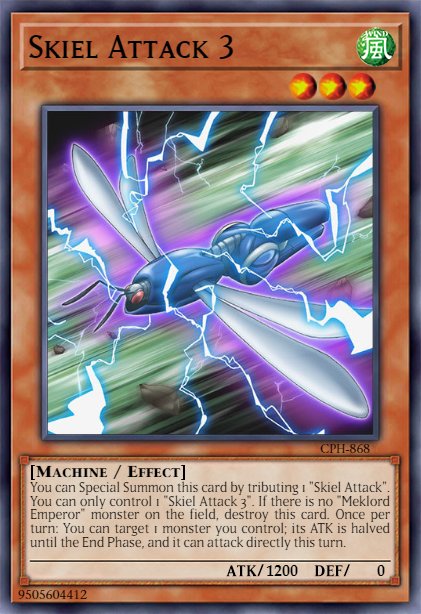 Skiel Attack 3
WIND
風
CPH-868
[Machine / Effect]
You can Special Summon this card by tributing 1 "Skiel Attack".
You can only control 1 "Skiel Attack 3". If there is no "Meklord
Emperor" monster on the field, destroy this card. Once per
turn: You can target 1 monster you control; its ATK is halved
until the End Phase, and it can attack directly this turn.
ATK/1200 DEF/ 0
9505604412